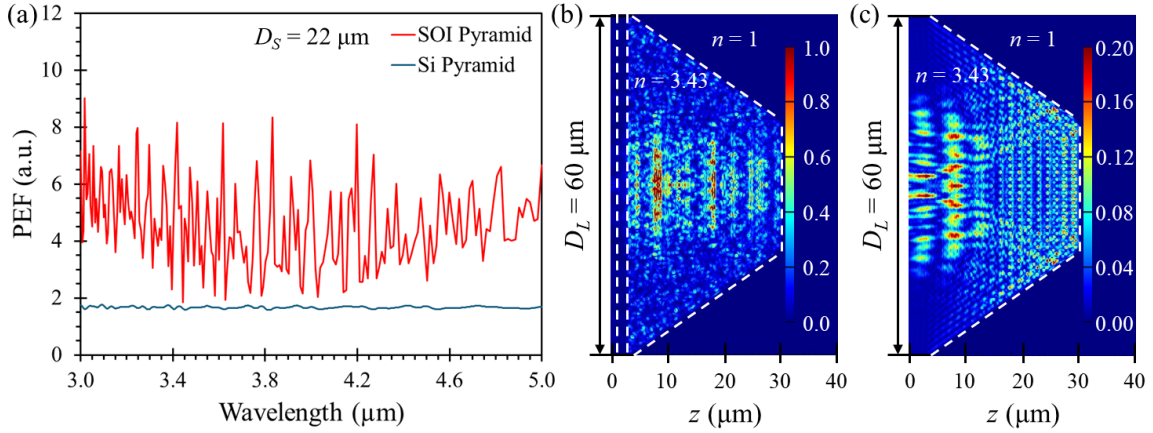 (a)
12
10
8
6
4
2
0
PEF (a.u.)
D_S = 22 μm
SOI Pyramid
Si Pyramid
3.0 3.4 3.8 4.2 4.6 5.0
Wavelength (μm)
(b)
D_L = 60 μm
n = 1
n = 3.43
1.0
0.8
0.6
0.4
0.2
0.0
0 10 20 30 40
z (μm)
(c)
D_L = 60 μm
n = 1
n = 3.43
0.20
0.16
0.12
0.08
0.04
0.00
0 10 20 30 40
z (μm)